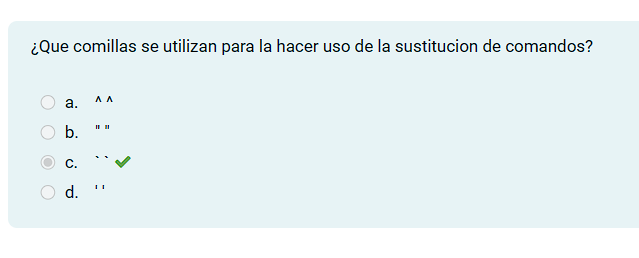 ¿Que comillas se utilizan para la hacer uso de la sustitucion de comandos?
a. ^ ^
b. " "
c. ` `
d. ' '